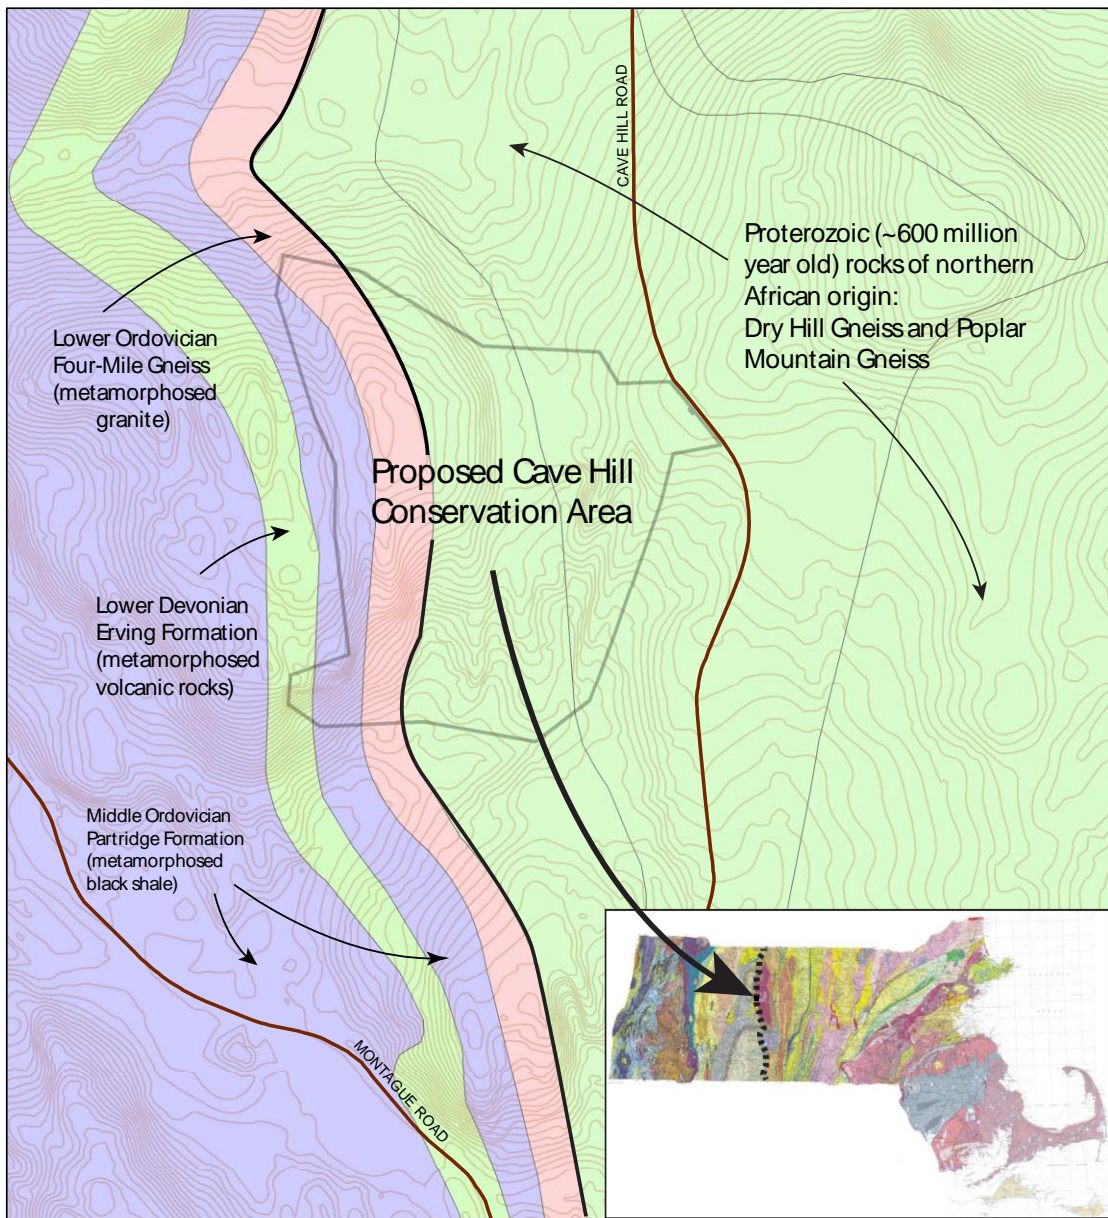 CAVE HILL ROAD
Proterozoic (~600 million
year old) rocks of northern
African origin:
Dry Hill Gneiss and Poplar
Mountain Gneiss
Lower Ordovician
Four-Mile Gneiss
(metamorphosed
granite)
Proposed Cave Hill
Conservation Area
Lower Devonian
Erving Formation
(metamorphosed
volcanic rocks)
Middle Ordovician
Partridge Formation
(metamorphosed
black shale)
MONTAGUE ROAD